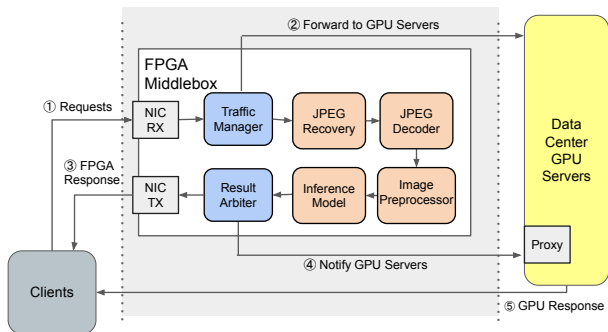 ② Forward to GPU Servers
FPGA
Middlebox
① Requests
NIC
RX
Traffic
Manager
JPEG
Recovery
JPEG
Decoder
Data
Center
GPU
Servers
③ FPGA
Response
NIC
TX
Result
Arbiter
Inference
Model
Image
Preprocessor
Proxy
④ Notify GPU Servers
Clients
⑤ GPU Response